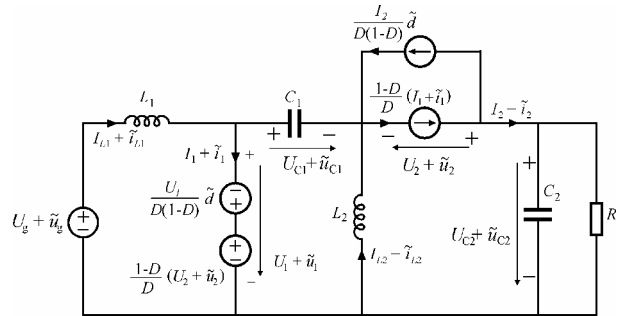 I₂
D(1-D) d̃
L₁
C₁
1-D
D (I₁+ĩ₁)
I₂−ĩ₂
I_L1+ĩ_L1
I₁+ĩ₁
+
−
−
+
+
+
U_C1+ũ_C1
U₂+ũ₂
U_g+ũ_g
+
−
U₁
D(1-D) d̃
−
+
L₂
C₂
R
1-D
D (U₂+ũ₂)
+
−
U₁+ũ₁
I_L2−ĩ_L2
U_C2+ũ_C2
−
−